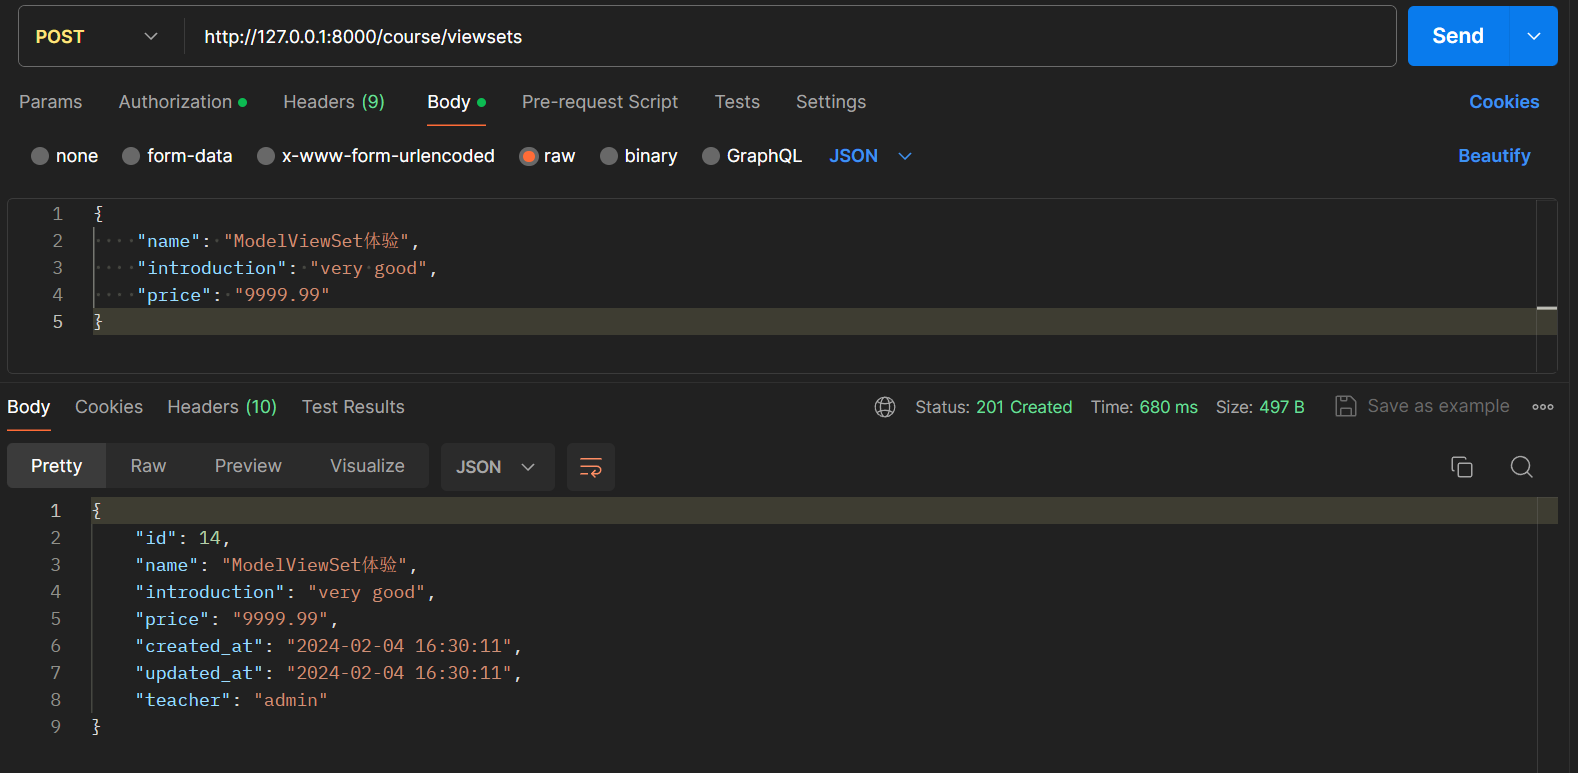 POST http://127.0.0.1:8000/course/viewsets Send
Params Authorization Headers (9) Body Pre-request Script Tests Settings Cookies
none form-data x-www-form-urlencoded raw binary GraphQL JSON Beautify
1 {
2 "name": "ModelViewSet体验",
3 "introduction": "very good",
4 "price": "9999.99"
5 }
Body Cookies Headers (10) Test Results Status: 201 Created Time: 680 ms Size: 497 B Save as example
Pretty Raw Preview Visualize JSON
1 {
2 "id": 14,
3 "name": "ModelViewSet体验",
4 "introduction": "very good",
5 "price": "9999.99",
6 "created_at": "2024-02-04 16:30:11",
7 "updated_at": "2024-02-04 16:30:11",
8 "teacher": "admin"
9 }